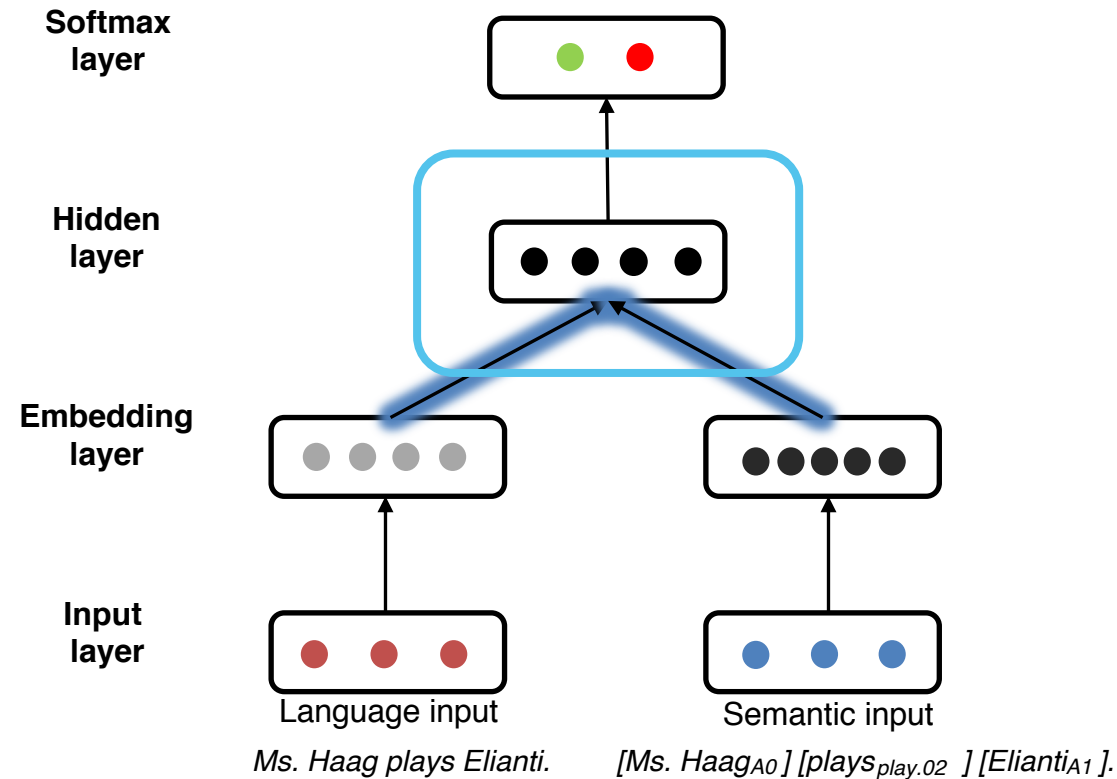 Softmax
layer
Hidden
layer
Embedding
layer
Input
layer
Language input
Semantic input
Ms. Haag plays Elianti.
[Ms. HaagA0 ] [playsplay.02 ] [EliantiA1 ].